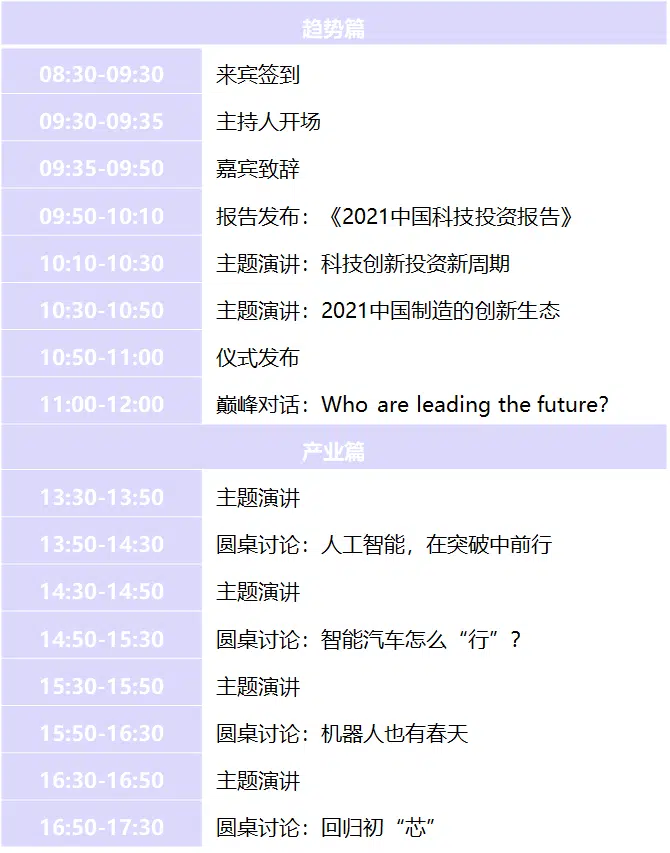 趋势篇
08:30-09:30 来宾签到
09:30-09:35 主持人开场
09:35-09:50 嘉宾致辞
09:50-10:10 报告发布：《2021中国科技投资报告》
10:10-10:30 主题演讲：科技创新投资新周期
10:30-10:50 主题演讲：2021中国制造的创新生态
10:50-11:00 仪式发布
11:00-12:00 巅峰对话：Who are leading the future?
产业篇
13:30-13:50 主题演讲
13:50-14:30 圆桌讨论：人工智能，在突破中前行
14:30-14:50 主题演讲
14:50-15:30 圆桌讨论：智能汽车怎么“行”？
15:30-15:50 主题演讲
15:50-16:30 圆桌讨论：机器人也有春天
16:30-16:50 主题演讲
16:50-17:30 圆桌讨论：回归初“芯”